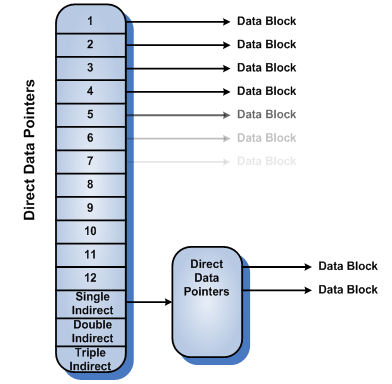 Direct Data Pointers
1 Data Block
2 Data Block
3 Data Block
4 Data Block
5 Data Block
6 Data Block
7 Data Block
8
9
10
11
12
Single
Indirect
Double
Indirect
Triple
Indirect
Direct
Data
Pointers
Data Block
Data Block